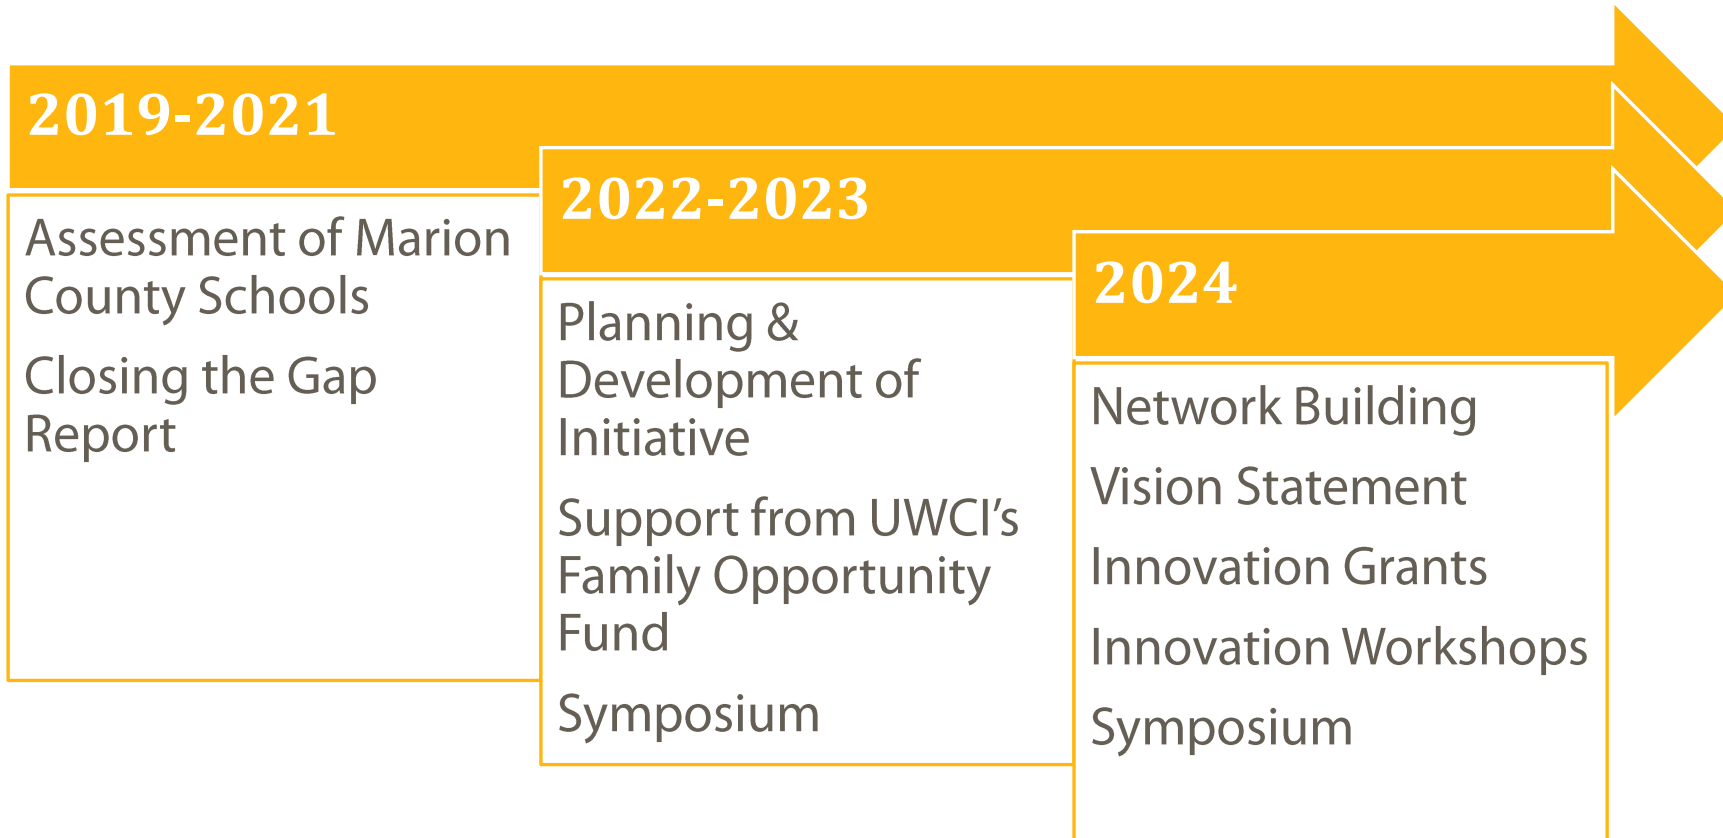 2019-2021
Assessment of Marion
County Schools
Closing the Gap
Report
2022-2023
Planning &
Development of
Initiative
Support from UWCI’s
Family Opportunity
Fund
Symposium
2024
Network Building
Vision Statement
Innovation Grants
Innovation Workshops
Symposium